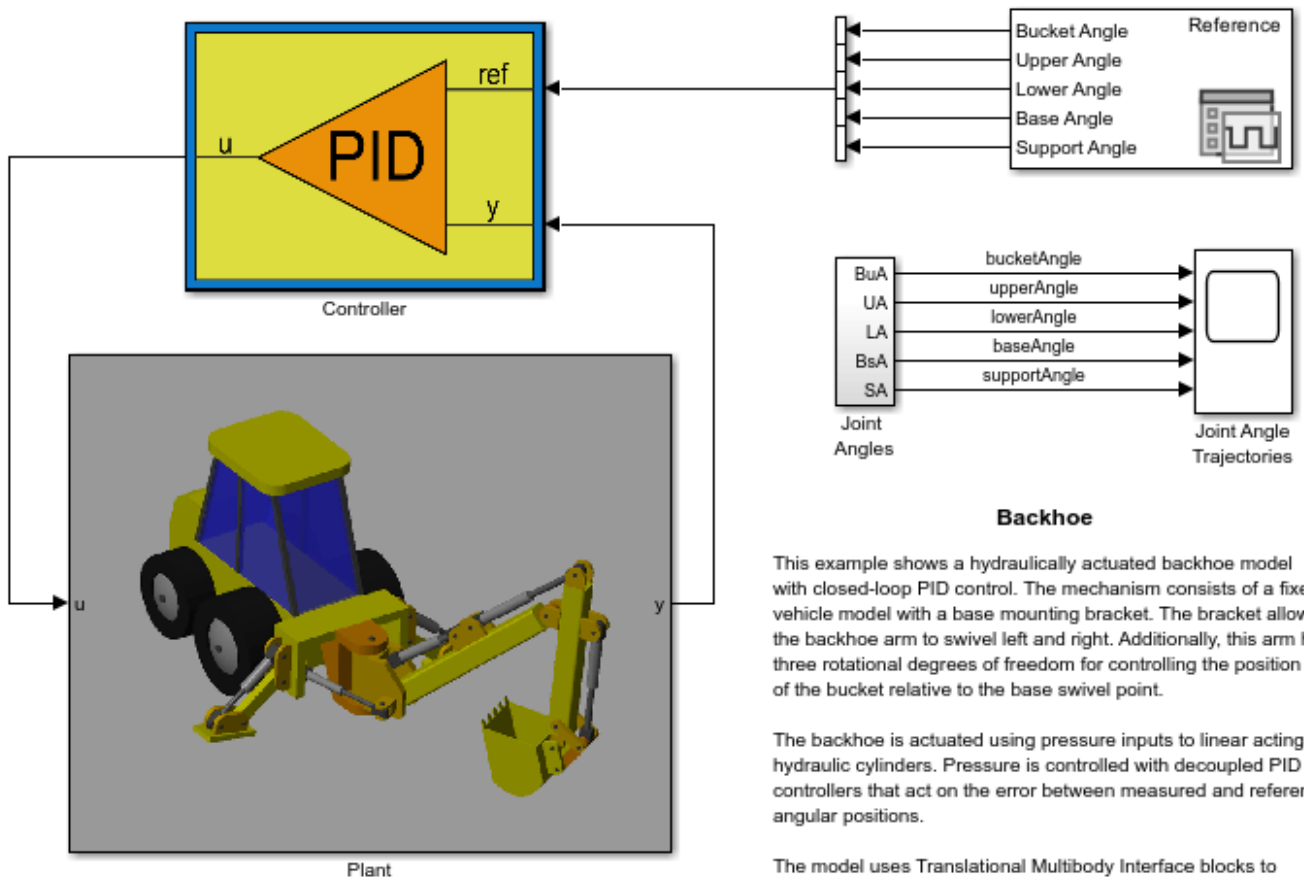 Reference
Bucket Angle
Upper Angle
Lower Angle
Base Angle
Support Angle
ref
PID
u
y
Controller
BuA
UA
LA
BsA
SA
bucketAngle
upperAngle
lowerAngle
baseAngle
supportAngle
Joint
Angles
Joint Angle
Trajectories
u
y
Plant
Backhoe
This example shows a hydraulically actuated backhoe model
with closed-loop PID control. The mechanism consists of a
vehicle model with a base mounting bracket. The bracket
the backhoe arm to swivel left and right. Additionally, this arm
three rotational degrees of freedom for controlling the position
of the bucket relative to the base swivel point.
The backhoe is actuated using pressure inputs to linear acting
hydraulic cylinders. Pressure is controlled with decoupled PID
controllers that act on the error between measured and
angular positions.
The model uses Translational Multibody Interface blocks to